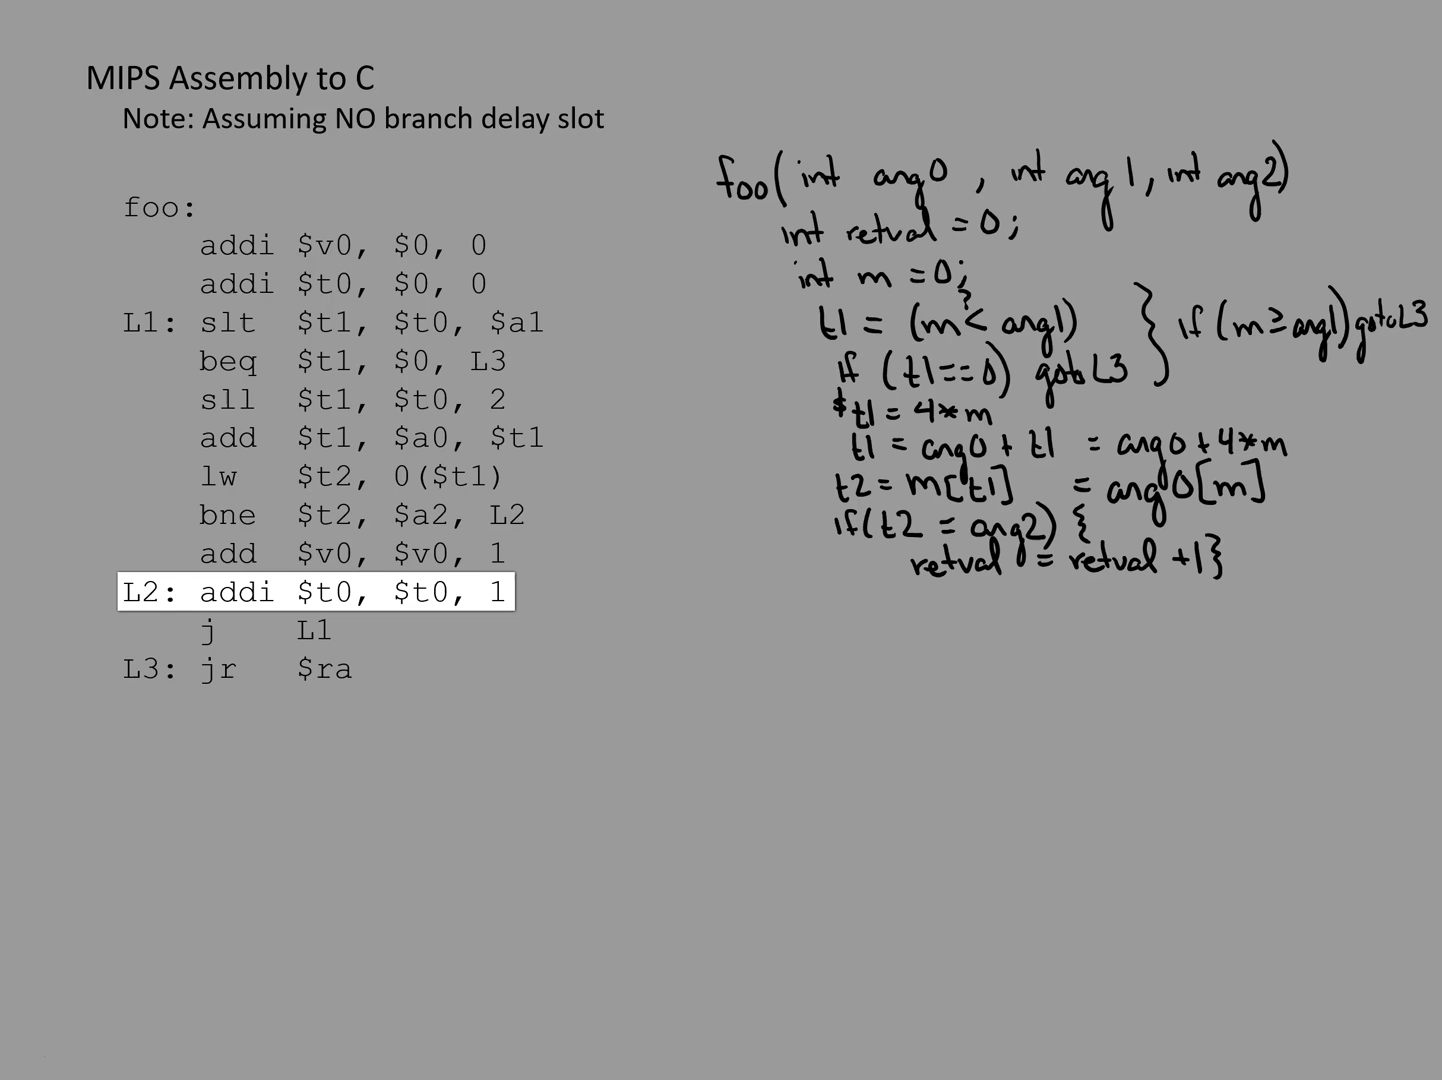 MIPS Assembly to C
Note: Assuming NO branch delay slot
foo:
addi $v0, $0, 0
addi $t0, $0, 0
L1: slt $t1, $t0, $a1
beq $t1, $0, L3
sll $t1, $t0, 2
add $t1, $a0, $t1
lw $t2, 0($t1)
bne $t2, $a2, L2
add $v0, $v0, 1
L2: addi $t0, $t0, 1
j L1
L3: jr $ra
foo( int arg0 , int arg1, int arg2)
int retval = 0;
int m = 0;
t1 = (m <? arg1) } if (m ≥ arg1) goto L3
if (t1==0) goto L3
$t1 = 4*m
t1 = arg0 + t1 = arg0 + 4*m
t2 = m[t1] = arg0[m]
if(t2 = arg2) {
retval = retval +1}